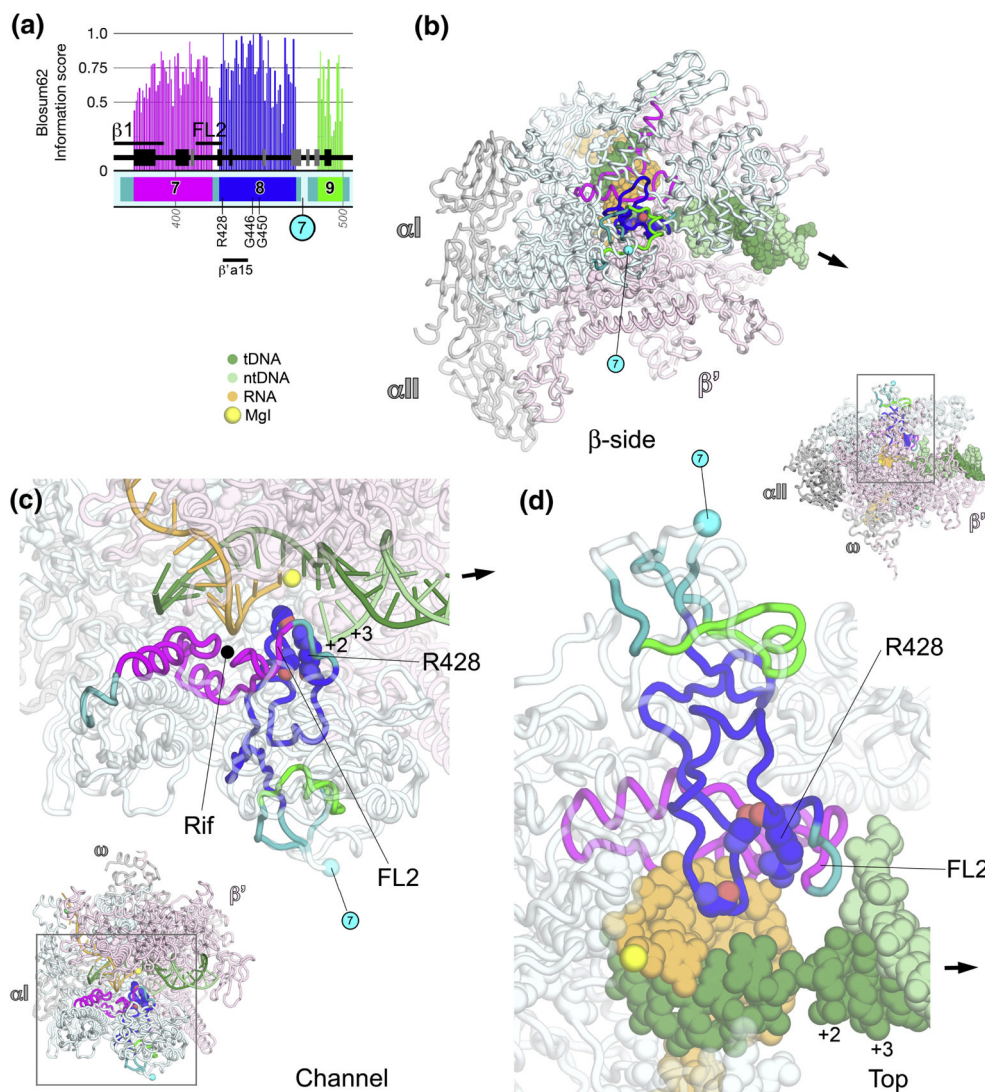 (a)
Blosum62
Information score
1.0
0.75
0.5
0
β1
FL2
7
8
9
400
500
R428
G446
G450
7
β'a15
tDNA
ntDNA
RNA
MgI
(b)
αI
αII
7
β'
β-side
(c)
+2
+3
R428
Rif
FL2
7
ω
β'
αI
Channel
(d)
7
αII
ω
β'
R428
FL2
+2
+3
Top